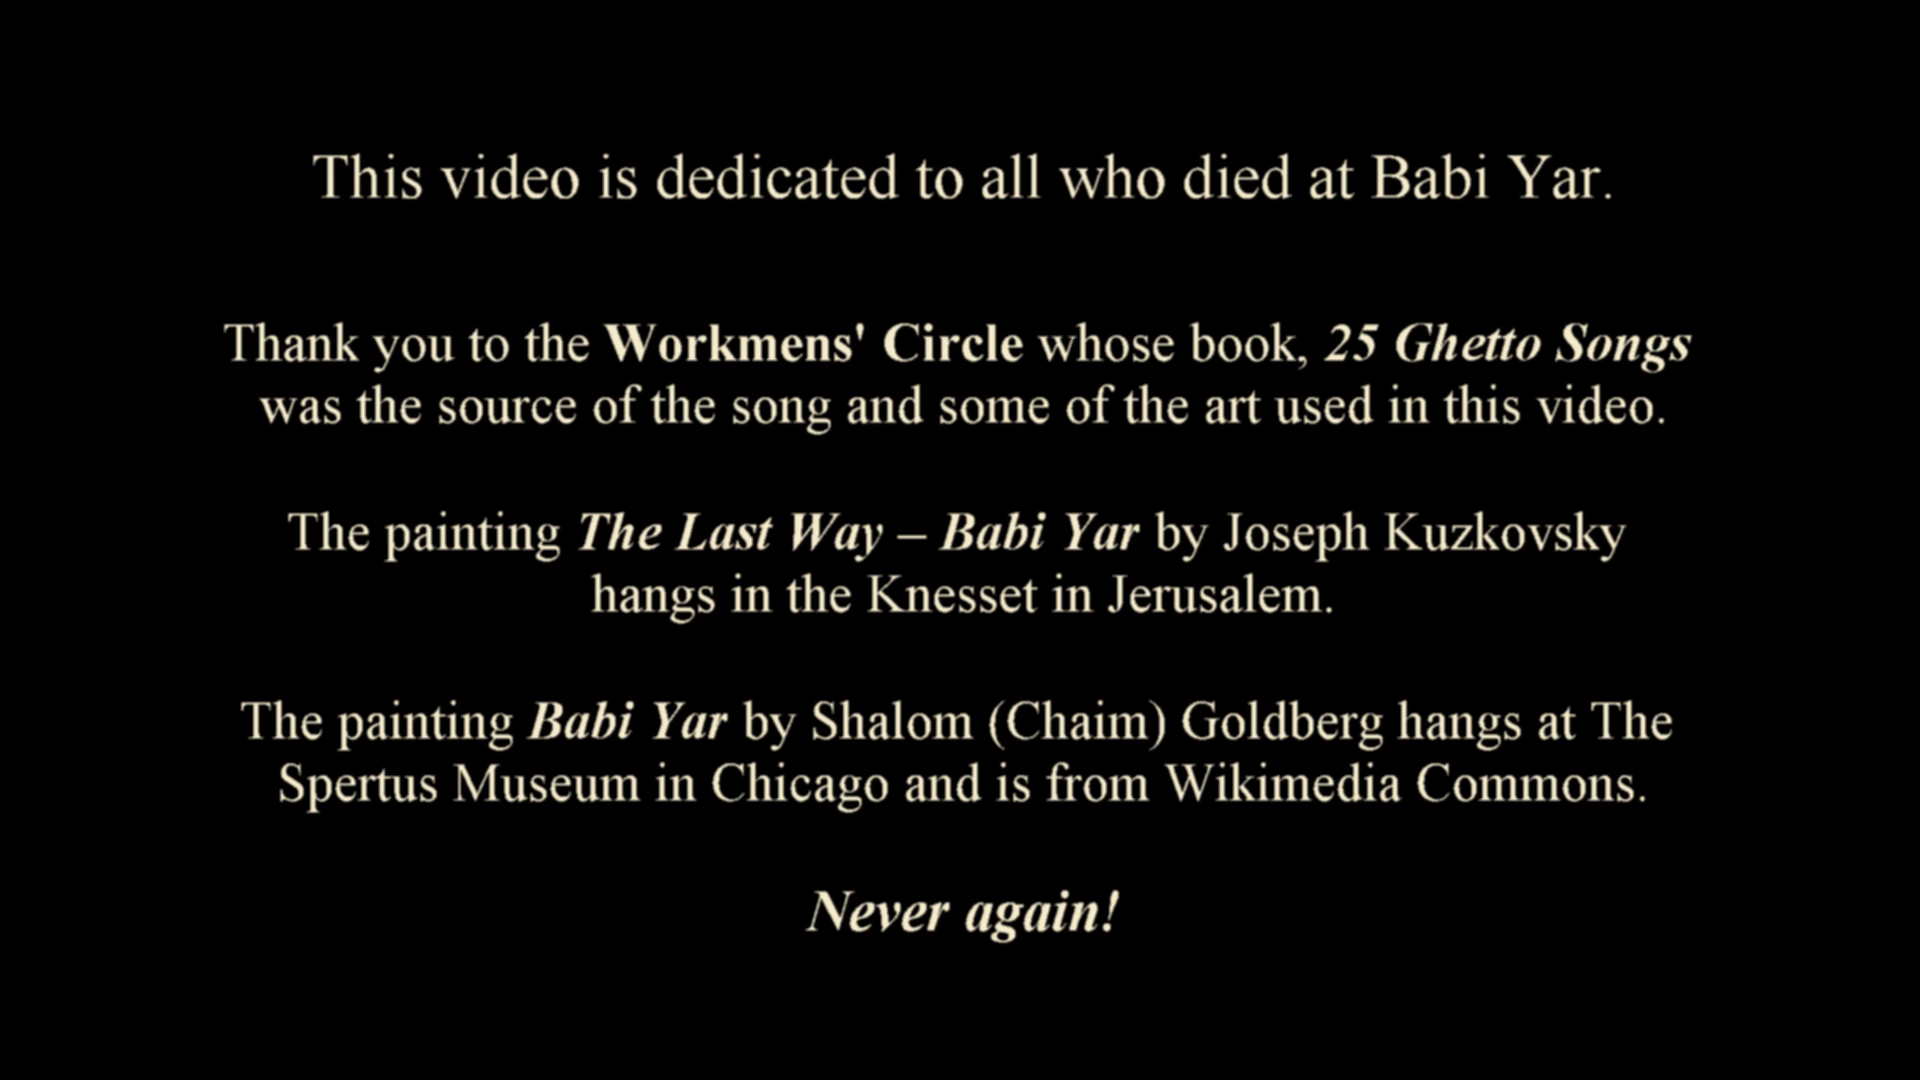 This video is dedicated to all who died at Babi Yar.
Thank you to the Workmens' Circle whose book, 25 Ghetto Songs
was the source of the song and some of the art used in this video.
The painting The Last Way – Babi Yar by Joseph Kuzkovsky
hangs in the Knesset in Jerusalem.
The painting Babi Yar by Shalom (Chaim) Goldberg hangs at The
Spertus Museum in Chicago and is from Wikimedia Commons.
Never again!